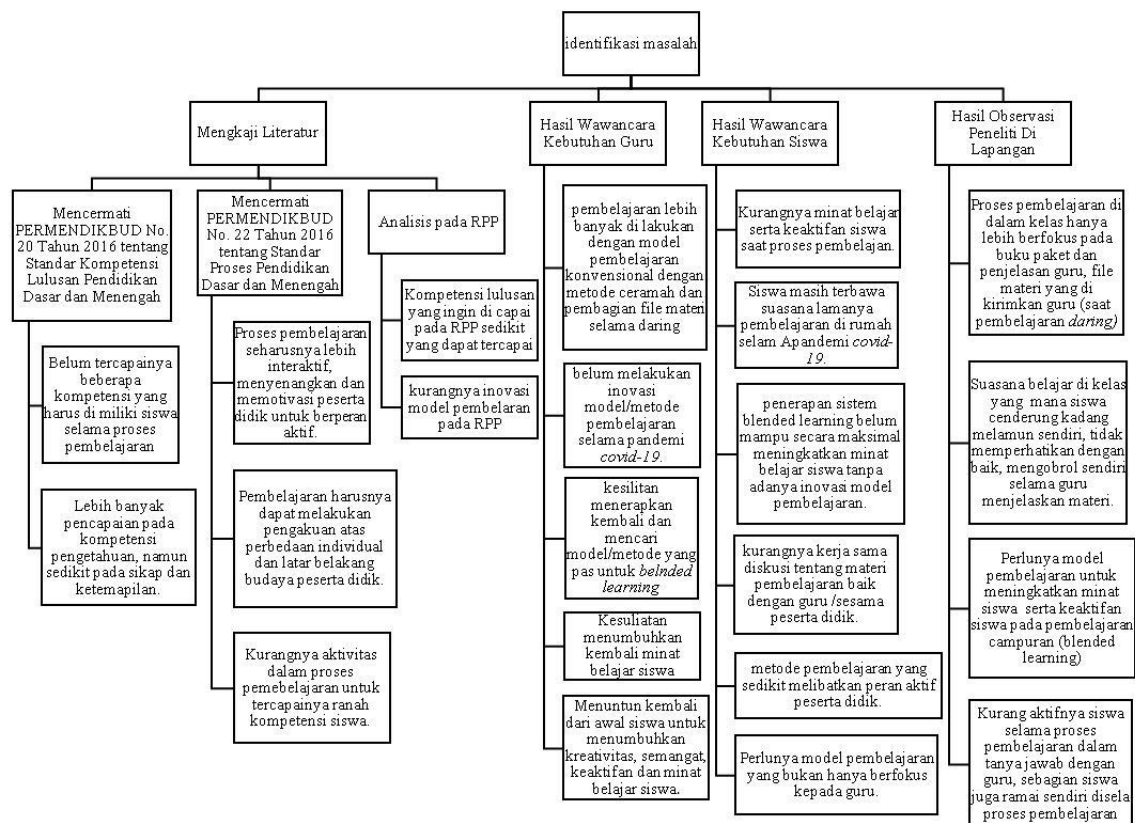 identifikasi masalah
Mengkaji Literatur
Mencermati
PERMENDIKBUD No.
20 Tahun 2016 tentang
Standar Kompetensi
Lulusan Pendidikan
Dasar dan Menengah
Belum tercapainya
beberapa
kompetensi yang
harus di miliki siswa
selama proses
pembelajaran
Lebih banyak
pencapaian pada
kompetensi
pengetahuan, namun
sedikit pada sikap dan
ketemapilan.
Mencermati
PERMENDIKBUD
No. 22 Tahun 2016
tentang Standar
Proses Pendidikan
Dasar dan Menengah
Proses pembelajaran
seharusnya lebih
interaktif,
menyenangkan dan
memotivasi peserta
didik untuk berperan
aktif.
Pembelajaran harusnya
dapat melakukan
pengakuan atas
perbedaan individual
dan latar belakang
budaya peserta didik.
Kurangnya aktivitas
dalam proses
pemebelajaran untuk
tercapainya ranah
kompetensi siswa.
Analisis pada RPP
Kompetensi lulusan
yang ingin di capai
pada RPP sedikit
yang dapat tercapai
kurangnya inovasi
model pembelaran
pada RPP
Hasil Wawancara
Kebutuhan Guru
pembelajaran lebih
banyak di lakukan
dengan model
pembelajaran
konvensional dengan
metode ceramah dan
pembagian file materi
selama daring
belum melakukan
inovasi
model/metode
pembelajaran
selama pandemi
covid-19.
kesilitan
menerapkan
kembali dan
mencari
model/metode yang
pas untuk belnded
learning
Kesuliatan
menumbuhkan
kembali minat
belajar siswa
Menuntun kembali
dari awal siswa untuk
menumbuhkan
kreativitas, semangat,
keaktifan dan minat
belajar siswa.
Hasil Wawancara
Kebutuhan Siswa
Kurangnya minat belajar
serta keaktifan siswa
saat proses pembelajaran.
Siswa masih terbawa
suasana lamanya
pembelajaran di rumah
selam Apandemi covid-
19.
penerapan sistem
blended learning belum
mampu secara maksimal
meningkatkan minat
belajar siswa tanpa
adanya inovasi model
pembelajaran.
kurangnya kerja sama
diskusi tentang materi
pembelajaran baik
dengan guru /sesama
peserta didik.
metode pembelajaran yang
sedikit melibatkan peran aktif
peserta didik.
Perlunya model pembelajaran
yang bukan hanya berfokus
kepada guru.
Hasil Observasi
Peneliti Di
Lapangan
Proses pembelajaran di
dalam kelas hanya
lebih berfokus pada
buku paket dan
penjelasan guru, file
materi yang di
kirimkan guru (saat
pembelajaran daring)
Suasana belajar di kelas
yang mana siswa
cenderung kadang
melamun sendiri, tidak
memperhatikan dengan
baik, mengobrol sendiri
selama guru
menjelaskan materi.
Perlunya model
pembelajaran untuk
meningkatkan minat
siswa serta keaktifan
siswa pada pembelajaran
campuran (blended
learning)
Kurang aktifnya siswa
selama proses
pembelajaran dalam
tanya jawab dengan
guru, sebagian siswa
juga ramai sendiri disela
proses pembelajaran